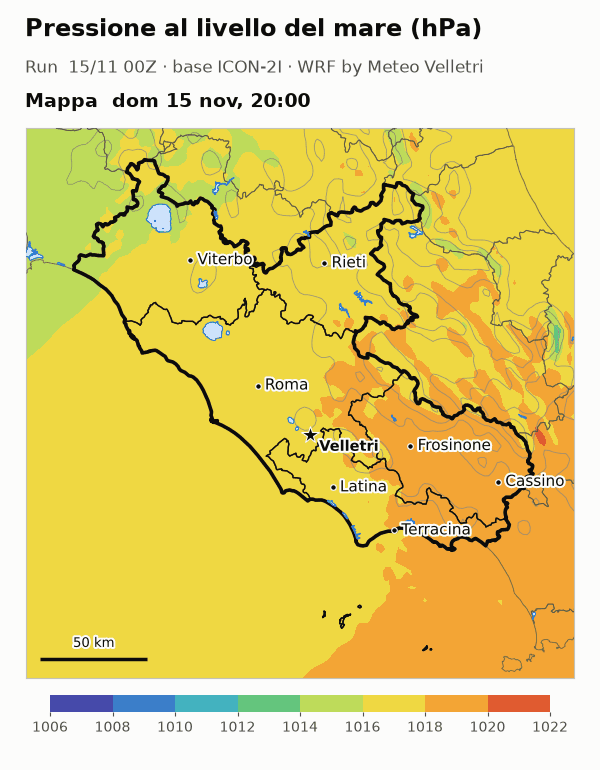 Pressione al livello del mare (hPa)
Run  15/11 00Z · base ICON-2I · WRF by Meteo Velletri
Mappa  dom 15 nov, 20:00
Viterbo
Rieti
Roma
Velletri
Frosinone
Cassino
Latina
Terracina
50 km
1006 1008 1010 1012 1014 1016 1018 1020 1022